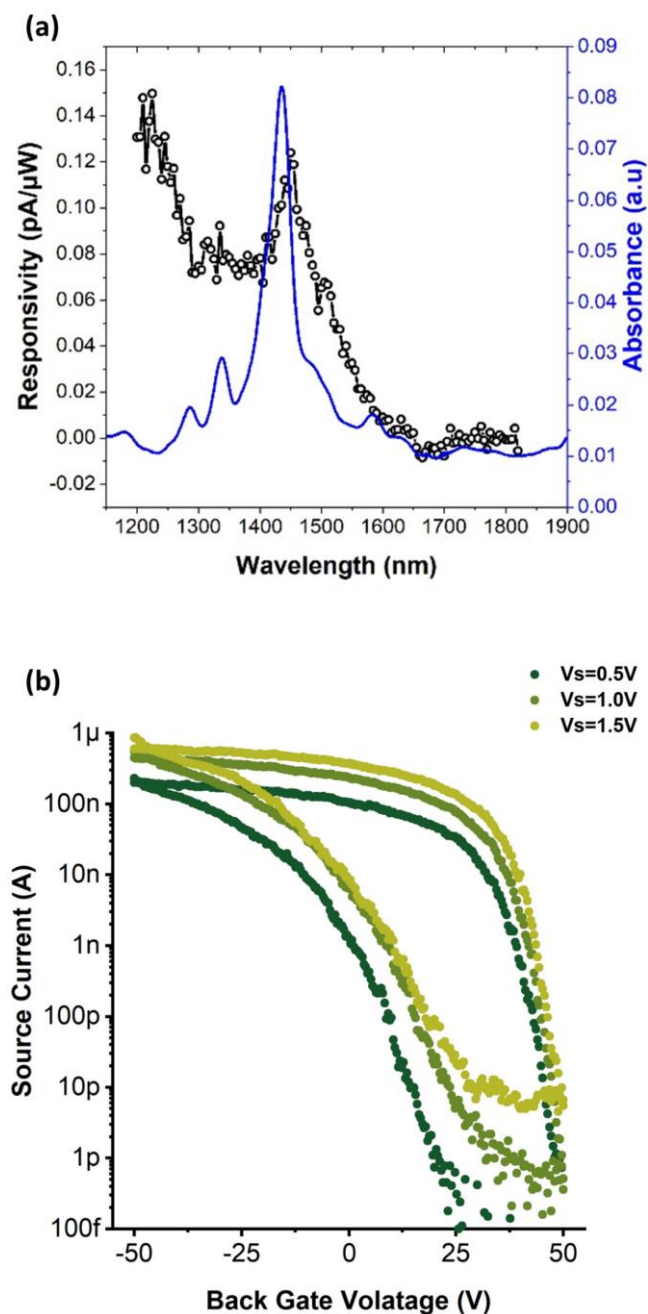 (a)
0.16
0.14
0.12
0.10
0.08
0.06
0.04
0.02
0.00
-0.02
Responsivity (pA/µW)
0.09
0.08
0.07
0.06
0.05
0.04
0.03
0.02
0.01
0.00
Absorbance (a.u)
1200 1300 1400 1500 1600 1700 1800 1900
Wavelength (nm)
(b)
Vs=0.5V
Vs=1.0V
Vs=1.5V
1µ
100n
10n
1n
100p
10p
1p
100f
Source Current (A)
-50 -25 0 25 50
Back Gate Volatage (V)